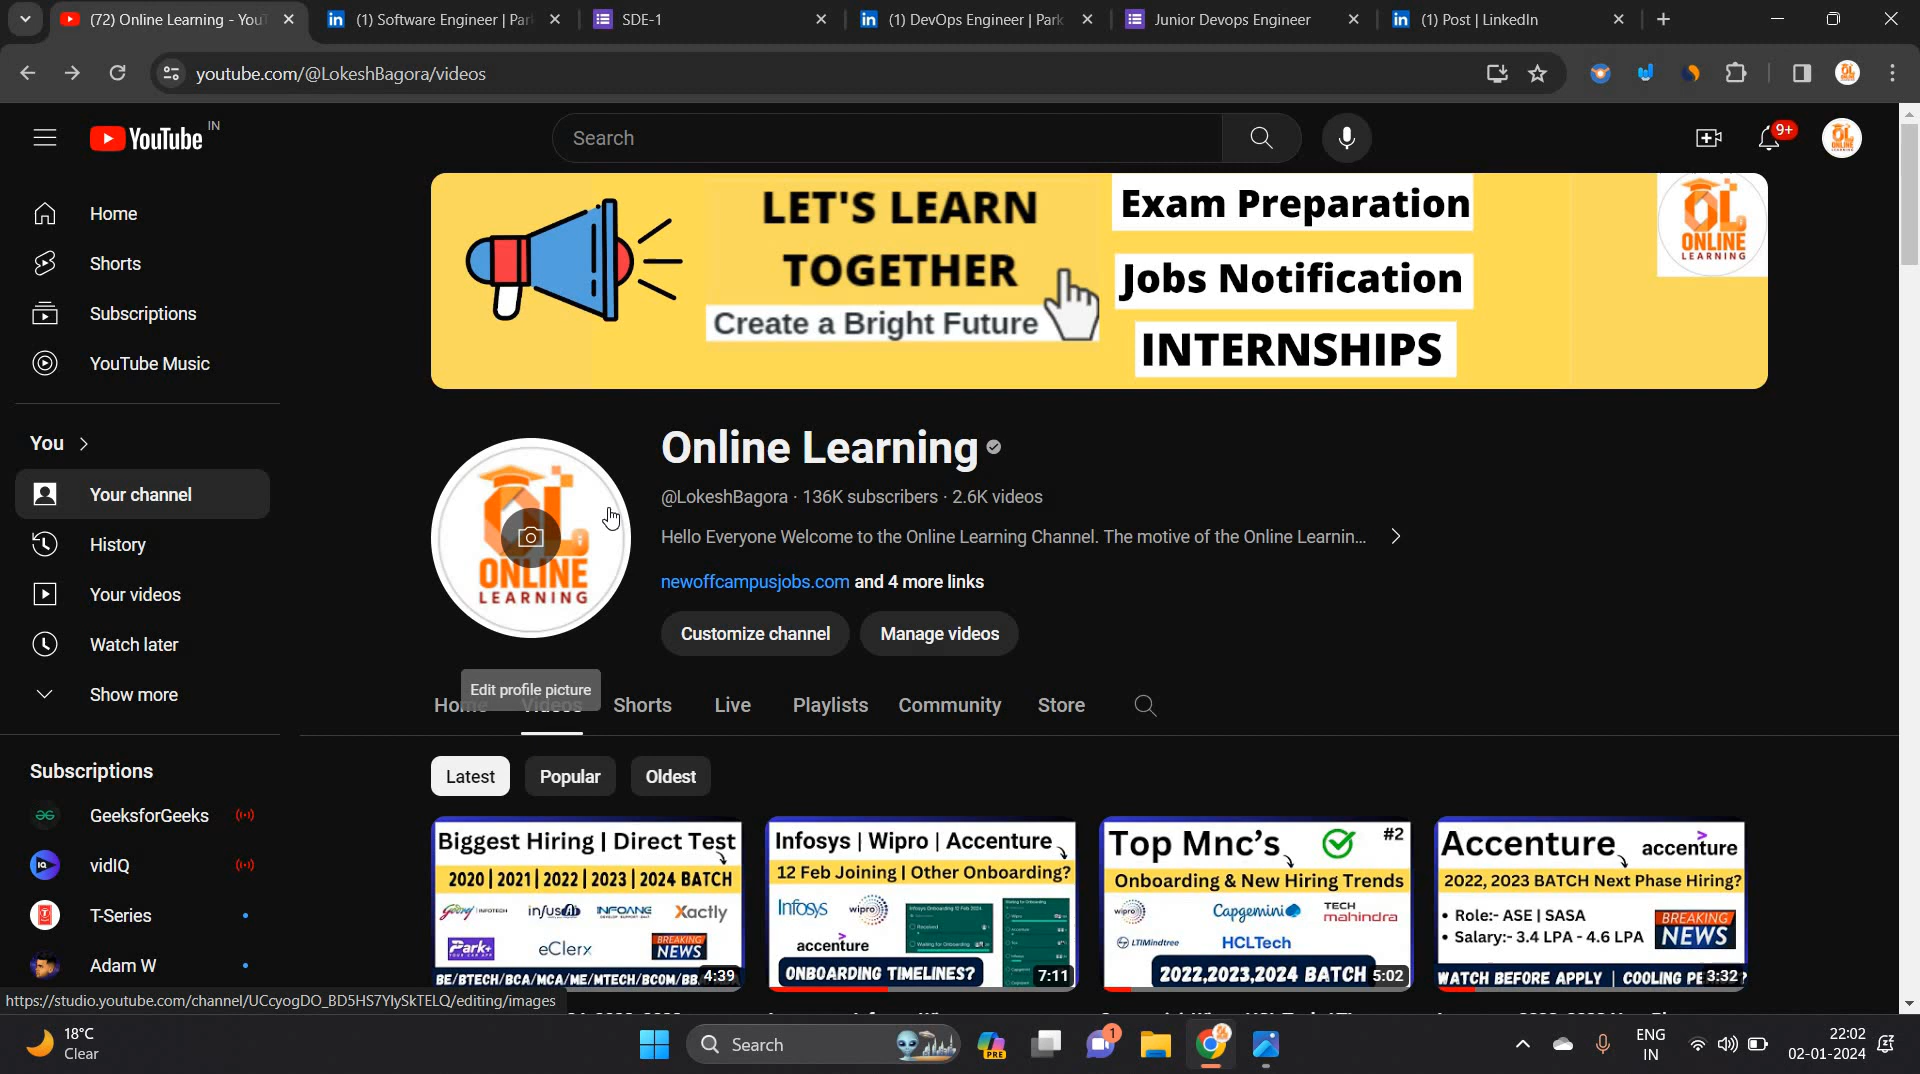 (72) Online Learning - YouT
(1) Software Engineer | Park
SDE-1
(1) DevOps Engineer | Park
Junior Devops Engineer
(1) Post | LinkedIn
youtube.com/@LokeshBagora/videos
YouTube IN
Search
9+
Home
Shorts
Subscriptions
YouTube Music
You
Your channel
History
Your videos
Watch later
Show more
Subscriptions
GeeksforGeeks
vidIQ
T-Series
Adam W
LET'S LEARN
TOGETHER
Create a Bright Future
Exam Preparation
Jobs Notification
INTERNSHIPS
OL
ONLINE
LEARNING
OL
ONLINE
LEARNING
Online Learning
@LokeshBagora · 136K subscribers · 2.6K videos
Hello Everyone Welcome to the Online Learning Channel. The motive of the Online Learnin...
newoffcampusjobs.com and 4 more links
Customize channel
Manage videos
Edit profile picture
Home
Videos
Shorts
Live
Playlists
Community
Store
Latest
Popular
Oldest
Biggest Hiring | Direct Test
2020 | 2021 | 2022 | 2023 | 2024 BATCH
Godrej INFOTECH
Xactly
Park+
eClerx
BREAKING
NEWS
BE/BTECH/BCA/MCA/ME/MTECH/BCOM/BB
4:39
Infosys | Wipro | Accenture
12 Feb Joining | Other Onboarding?
Infosys
wipro
accenture
ONBOARDING TIMELINES?
7:11
Top Mnc's
#2
Onboarding & New Hiring Trends
wipro
Capgemini
TECH
mahindra
LTIMindtree
HCLTech
2022,2023,2024 BATCH
5:02
Accenture
accenture
2022, 2023 BATCH Next Phase Hiring?
• Role:- ASE | SASA
• Salary:- 3.4 LPA - 4.6 LPA
BREAKING
NEWS
WATCH BEFORE APPLY | COOLING PE
3:32
https://studio.youtube.com/channel/UCcyogDO_BD5HS7YIySkTELQ/editing/images
18°C
Clear
Search
PRE
1
ENG
IN
22:02
02-01-2024